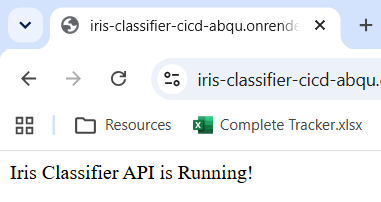 iris-classifier-cicd-abqu.onrende
iris-classifier-cicd-abqu.
Resources
Complete Tracker.xlsx
Iris Classifier API is Running!